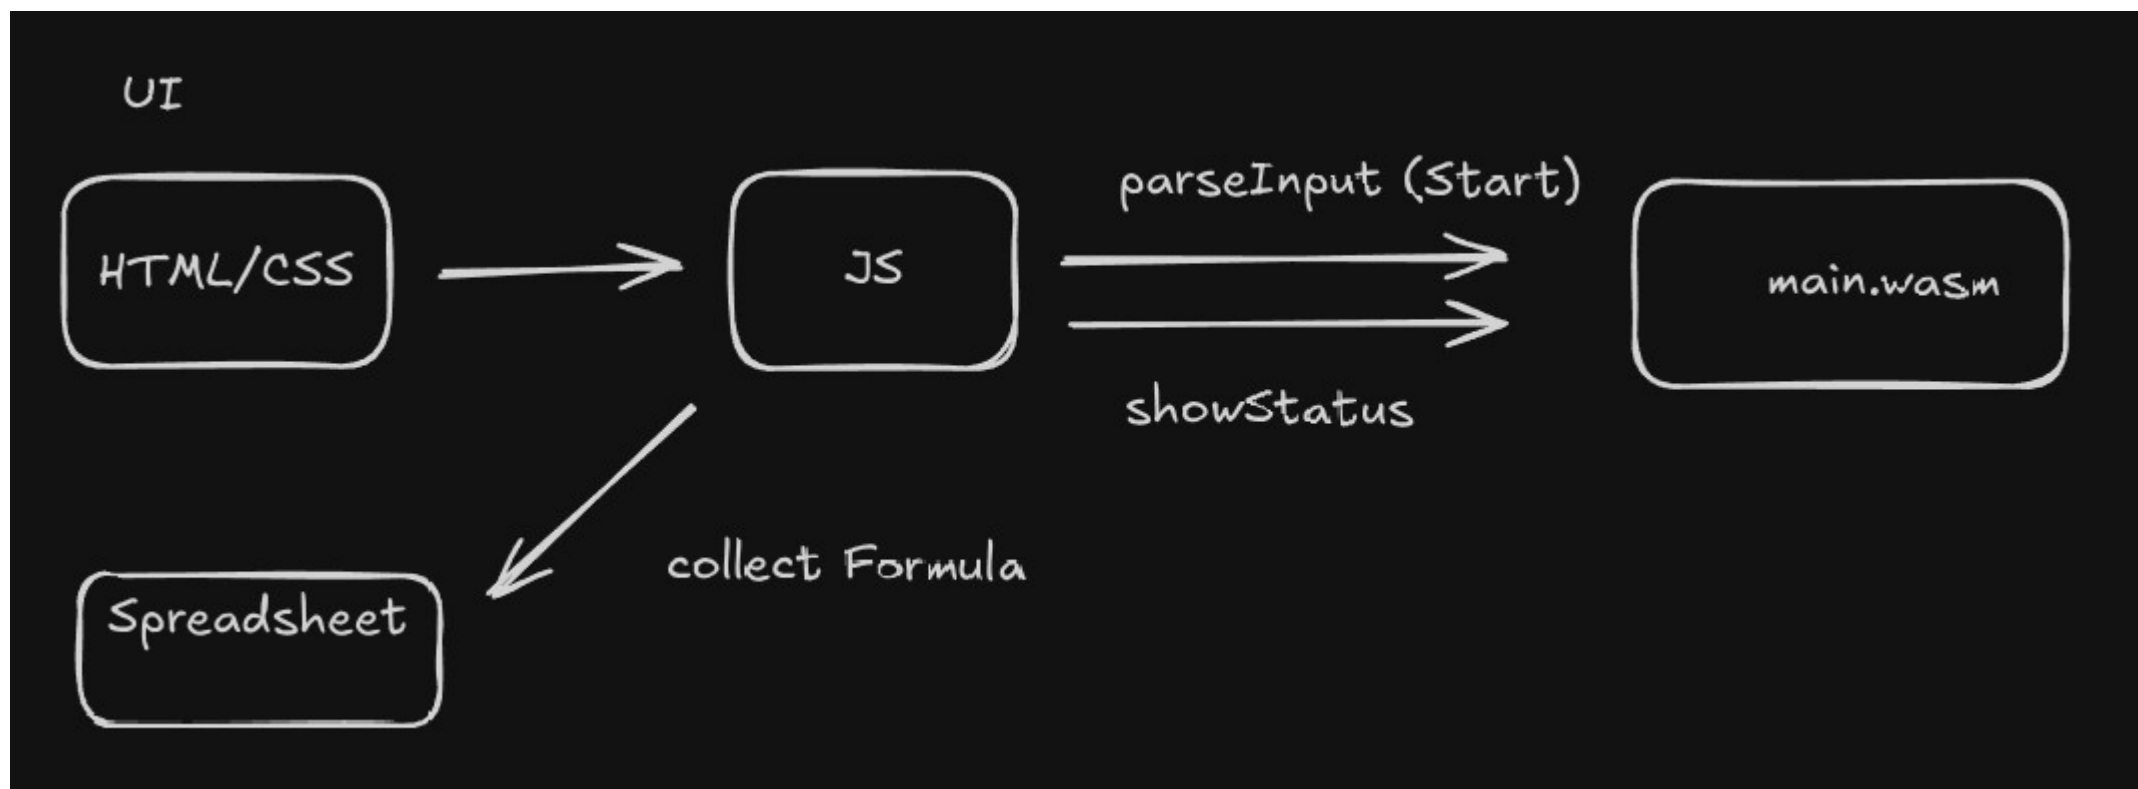 UI
HTML/CSS
JS
parseInput (Start)
showStatus
main.wasm
collect Formula
Spreadsheet